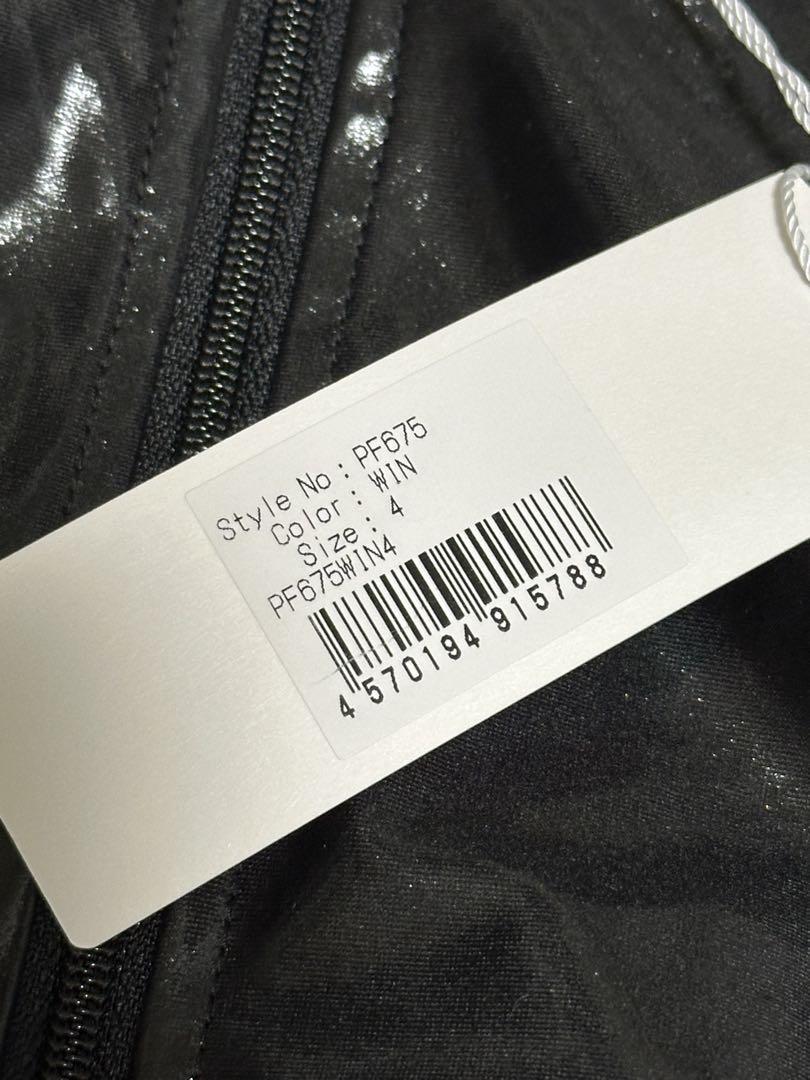 Style No : PF675
Color : WIN
Size : 4
PF675WIN4
4 570194 915788